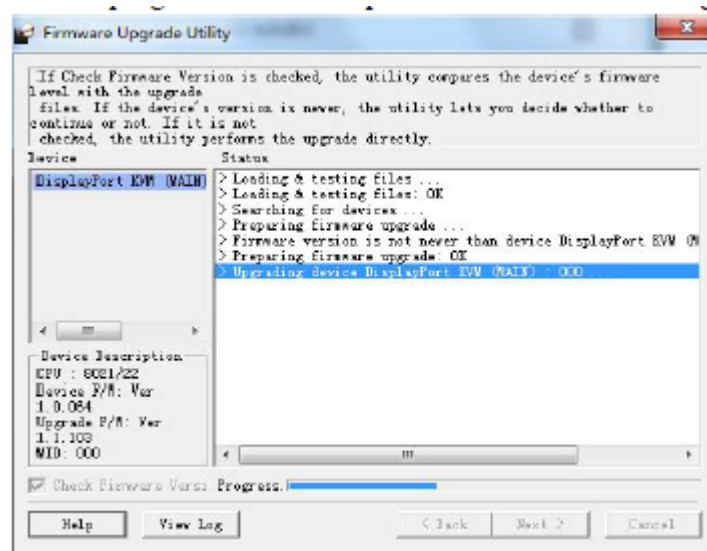 Firmware Upgrade Utility
If Check Firmware Version is checked, the utility compares the device's firmware
level with the upgrade
files. If the device's version is newer, the utility lets you decide whether to
continue or not. If it is not
checked, the utility performs the upgrade directly.
Device
Status
DisplayPort KVM (MAIN)
> Loading & testing files ...
> Loading & testing files: OK
> Searching for devices ...
> Preparing firmware upgrade ...
> Firmware version is not newer than device DisplayPort KVM (M
> Preparing firmware upgrade: OK
> Upgrading device DisplayPort KVM (MAIN) : 000 ...
Device Description
CPU : 8021/22
Device F/W: Ver
1.0.064
Upgrade F/W: Ver
1.1.103
MID: 000
Check Firmware Versi
Progress.
Help
View Log
< Back
Next >
Cancel